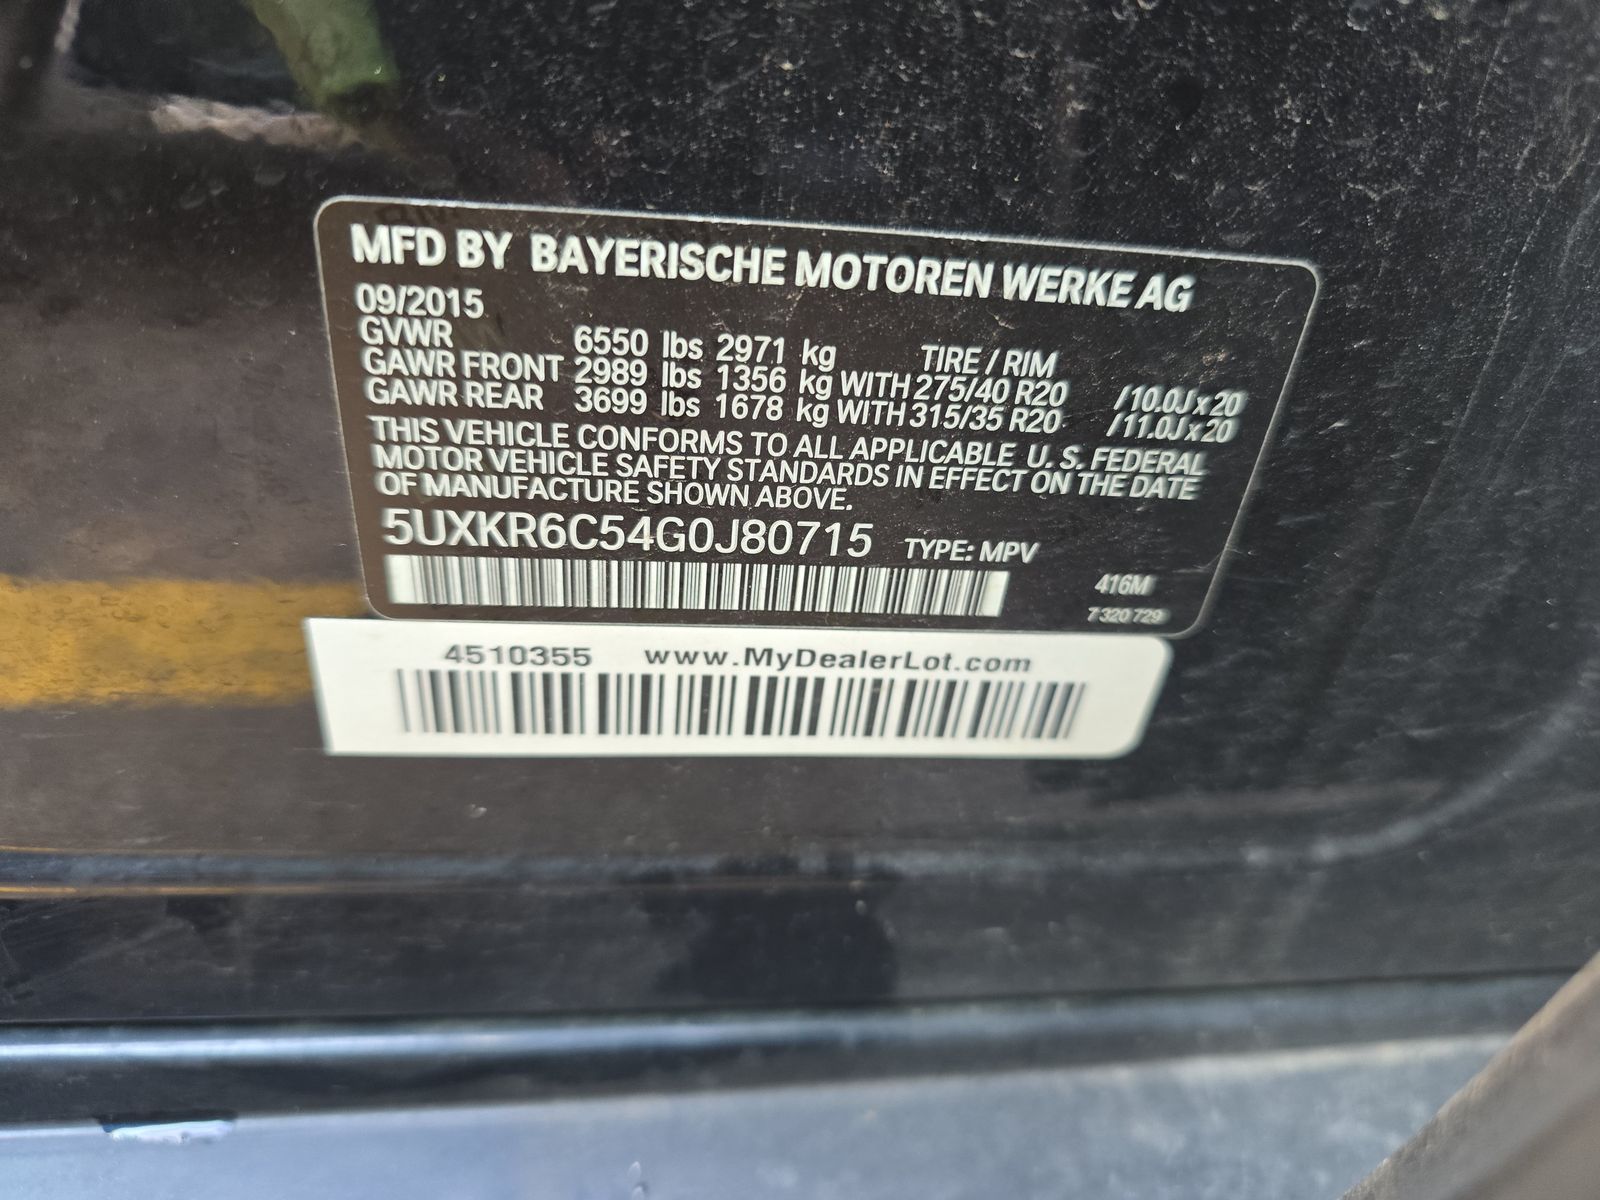 MFD BY BAYERISCHE MOTOREN WERKE AG
09/2015
GVWR 6550 lbs 2971 kg TIRE / RIM
GAWR FRONT 2989 lbs 1356 kg WITH 275/40 R20 / 10.0J x 20
GAWR REAR 3699 lbs 1678 kg WITH 315/35 R20 / 11.0J x 20
THIS VEHICLE CONFORMS TO ALL APPLICABLE U. S. FEDERAL
MOTOR VEHICLE SAFETY STANDARDS IN EFFECT ON THE DATE
OF MANUFACTURE SHOWN ABOVE.
5UXKR6C54G0J80715 TYPE: MPV
416M
7 320 729
4510355 www.MyDealerLot.com